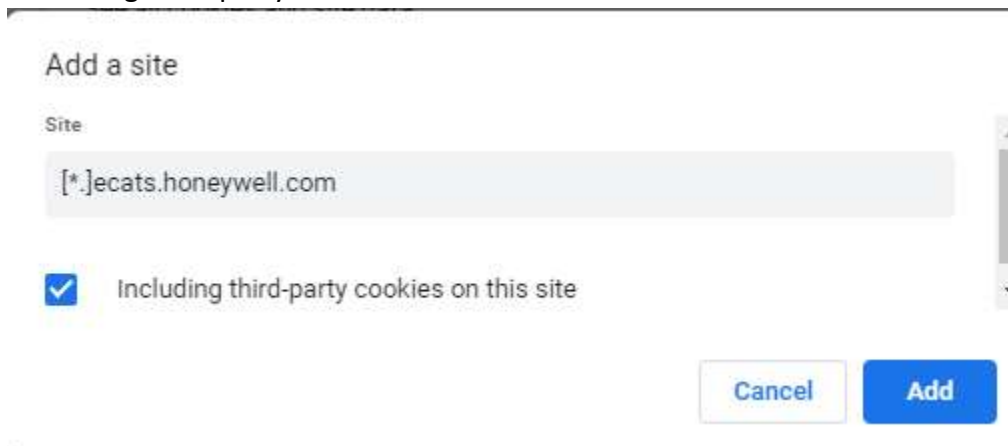 Add a site
Site
[*.]ecats.honeywell.com
Including third-party cookies on this site
Cancel
Add